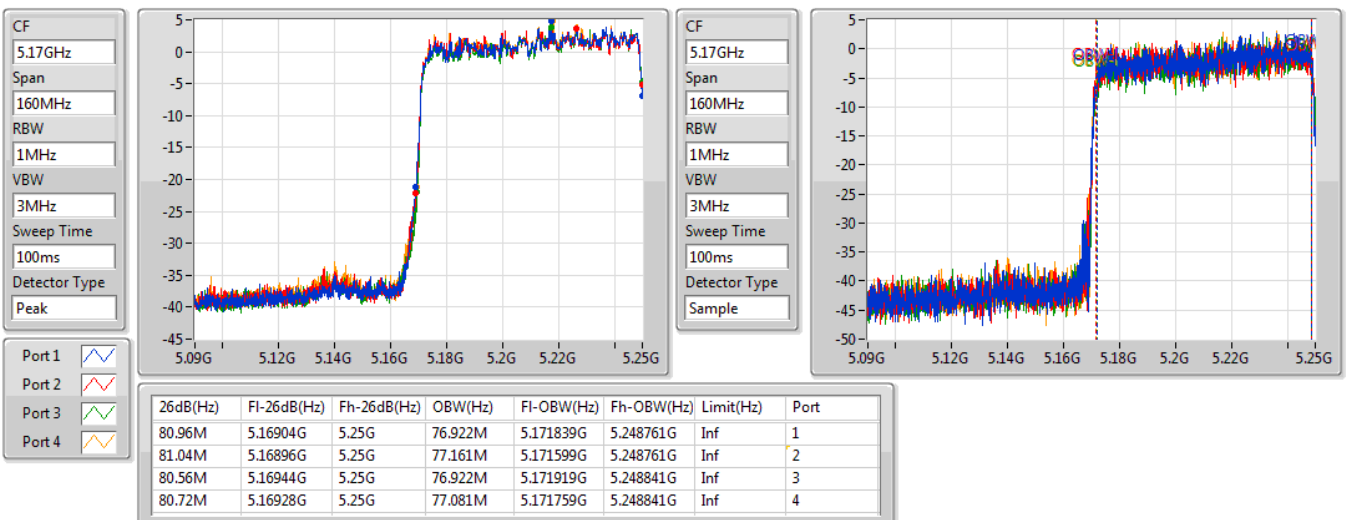 CF
5.17GHz
Span
160MHz
RBW
1MHz
VBW
3MHz
Sweep Time
100ms
Detector Type
Peak
5
0
-5
-10
-15
-20
-25
-30
-35
-40
-45
5.09G 5.12G 5.14G 5.16G 5.18G 5.2G 5.22G 5.25G
CF
5.17GHz
Span
160MHz
RBW
1MHz
VBW
3MHz
Sweep Time
100ms
Detector Type
Sample
5
0
-5
-10
-15
-20
-25
-30
-35
-40
-45
-50
5.09G 5.12G 5.14G 5.16G 5.18G 5.2G 5.22G 5.25G
Port 1
Port 2
Port 3
Port 4
26dB(Hz) Fl-26dB(Hz) Fh-26dB(Hz) OBW(Hz) Fl-OBW(Hz) Fh-OBW(Hz) Limit(Hz) Port
80.96M 5.16904G 5.25G 76.922M 5.171839G 5.248761G Inf 1
81.04M 5.16896G 5.25G 77.161M 5.171599G 5.248761G Inf 2
80.56M 5.16944G 5.25G 76.922M 5.171919G 5.248841G Inf 3
80.72M 5.16928G 5.25G 77.081M 5.171759G 5.248841G Inf 4